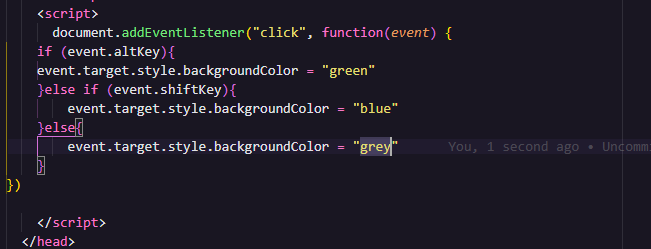 <script>
document.addEventListener("click", function(event) {
if (event.altKey){
event.target.style.backgroundColor = "green"
}else if (event.shiftKey){
event.target.style.backgroundColor = "blue"
}else{
event.target.style.backgroundColor = "grey" You, 1 second ago • Uncommi
}
})
</script>
</head>